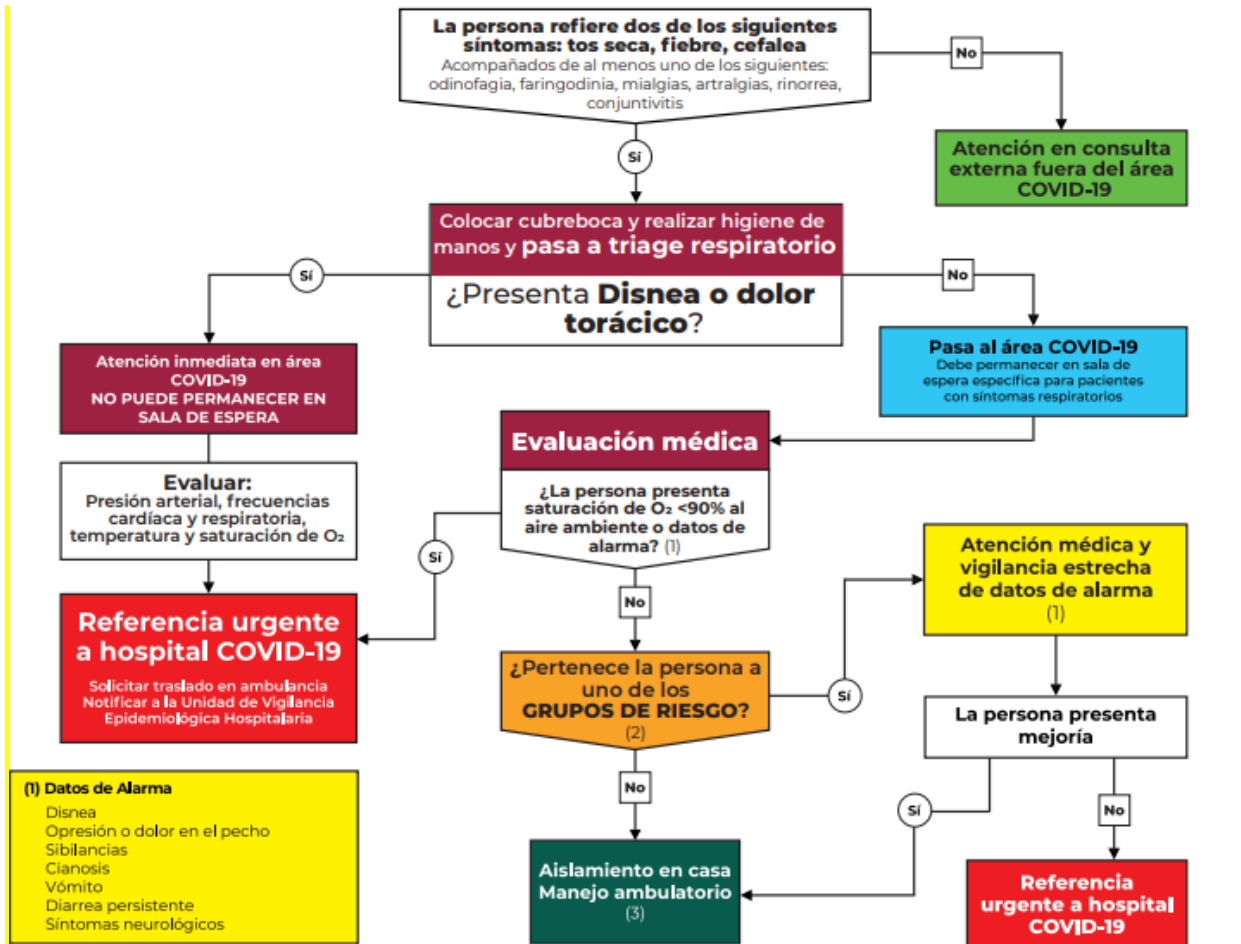 La persona refiere dos de los siguientes
síntomas: tos seca, fiebre, cefalea
Acompañados de al menos uno de los siguientes:
odinofagia, faringodinia, mialgias, artralgias, rinorrea,
conjuntivitis
No
Atención en consulta
externa fuera del área
COVID-19
Sí
Colocar cubreboca y realizar higiene de
manos y pasa a triage respiratorio
¿Presenta Disnea o dolor
torácico?
Sí
No
Atención inmediata en área
COVID-19
NO PUEDE PERMANECER EN
SALA DE ESPERA
Pasa al área COVID-19
Debe permanecer en sala de
espera específica para pacientes
con síntomas respiratorios
Evaluar:
Presión arterial, frecuencias
cardíaca y respiratoria,
temperatura y saturación de O₂
Evaluación médica
¿La persona presenta
saturación de O₂ <90% al
aire ambiente o datos de
alarma? (1)
Sí
No
Referencia urgente
a hospital COVID-19
Solicitar traslado en ambulancia
Notificar a la Unidad de Vigilancia
Epidemiológica Hospitalaria
¿Pertenece la persona a
uno de los
GRUPOS DE RIESGO?
(2)
Sí
No
Atención médica y
vigilancia estrecha
de datos de alarma
(1)
La persona presenta
mejoría
Sí
No
(1) Datos de Alarma
Disnea
Opresión o dolor en el pecho
Sibilancias
Cianosis
Vómito
Diarrea persistente
Síntomas neurológicos
Aislamiento en casa
Manejo ambulatorio
(3)
Referencia
urgente a hospital
COVID-19